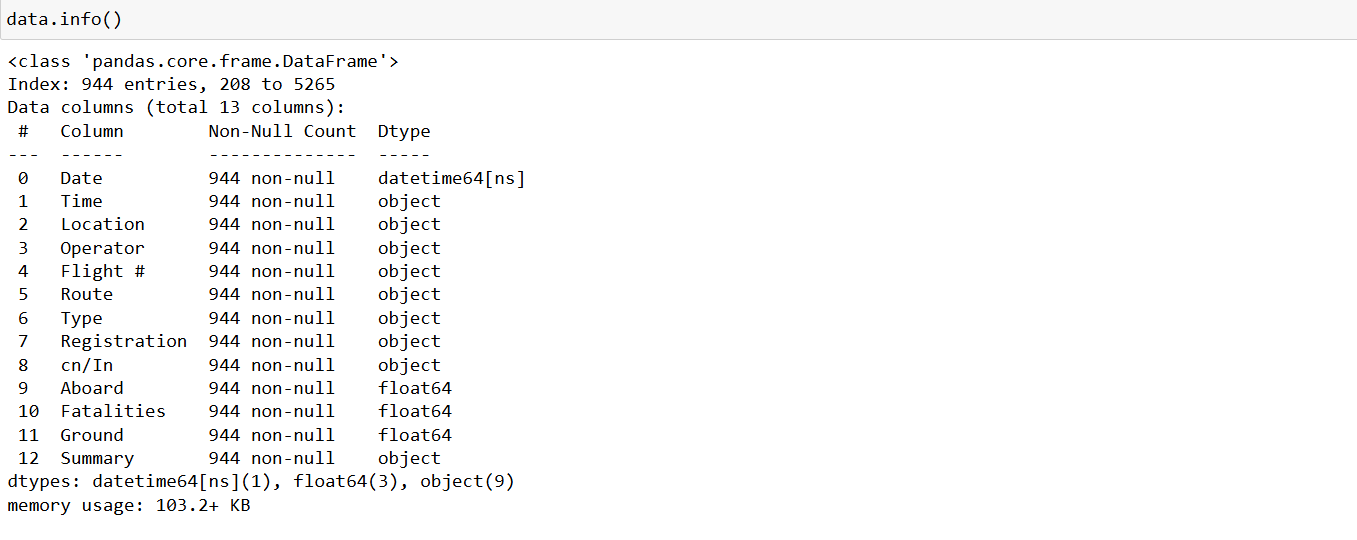 data.info()
<class 'pandas.core.frame.DataFrame'>
Index: 944 entries, 208 to 5265
Data columns (total 13 columns):
 #   Column        Non-Null Count  Dtype
---  ------        --------------  -----
 0   Date          944 non-null    datetime64[ns]
 1   Time          944 non-null    object
 2   Location      944 non-null    object
 3   Operator      944 non-null    object
 4   Flight #      944 non-null    object
 5   Route         944 non-null    object
 6   Type          944 non-null    object
 7   Registration  944 non-null    object
 8   cn/In         944 non-null    object
 9   Aboard        944 non-null    float64
 10  Fatalities    944 non-null    float64
 11  Ground        944 non-null    float64
 12  Summary       944 non-null    object
dtypes: datetime64[ns](1), float64(3), object(9)
memory usage: 103.2+ KB